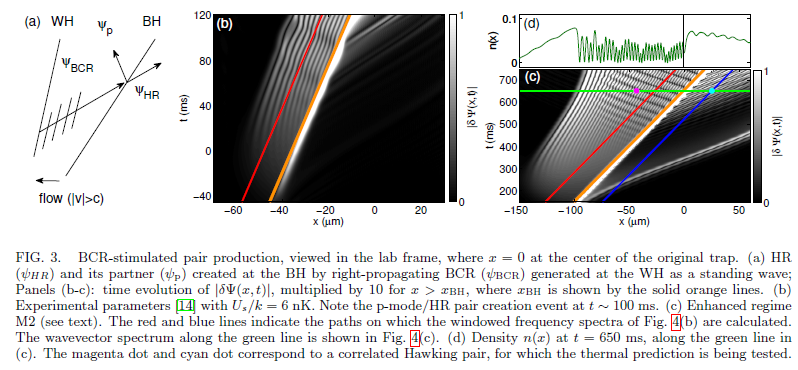 (a) WH BH
ψp
ψBCR
ψHR
flow (|v|>c)
(b)
120
80
40
0
−40
t (ms)
−60 −40 −20 0 20
x (μm)
1
0
|δΨ(x,t)|
(d)
0.1
0
n(x)
(c)
700
600
500
400
300
200
t (ms)
−150 −100 −50 0 50
x (μm)
1
0
|δΨ(x,t)|
FIG. 3. BCR-stimulated pair production, viewed in the lab frame, where x = 0 at the center of the original trap. (a) HR
(ψHR) and its partner (ψp) created at the BH by right-propagating BCR (ψBCR) generated at the WH as a standing wave;
Panels (b-c): time evolution of |δΨ(x, t)|, multiplied by 10 for x > xBH, where xBH is shown by the solid orange lines. (b)
Experimental parameters [14] with Us/k = 6 nK. Note the p-mode/HR pair creation event at t ∼ 100 ms. (c) Enhanced regime
M2 (see text). The red and blue lines indicate the paths on which the windowed frequency spectra of Fig. 4(b) are calculated.
The wavevector spectrum along the green line is shown in Fig. 4(c). (d) Density n(x) at t = 650 ms, along the green line in
(c). The magenta dot and cyan dot correspond to a correlated Hawking pair, for which the thermal prediction is being tested.